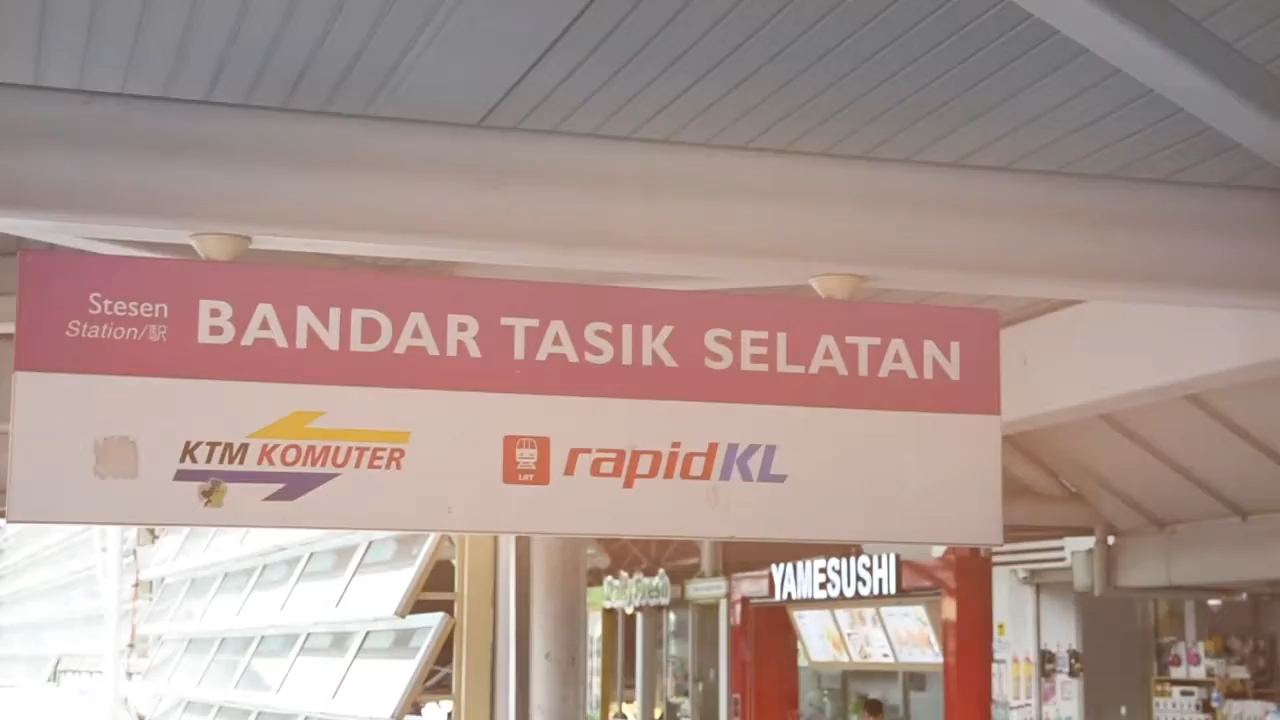 Stesen
Station/駅
BANDAR TASIK SELATAN
KTM KOMUTER
LRT
rapidKL
YAMESUSHI